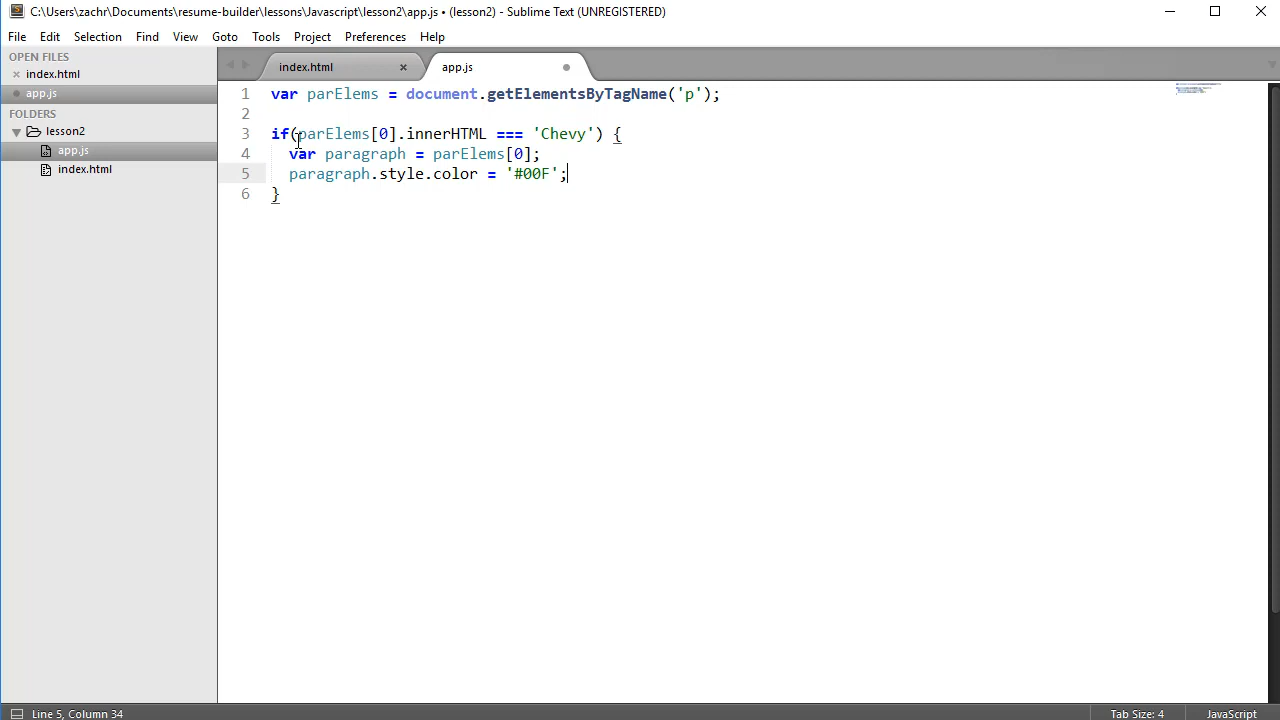 C:\Users\zachr\Documents\resume-builder\lessons\Javascript\lesson2\app.js • (lesson2) - Sublime Text (UNREGISTERED)
File Edit Selection Find View Goto Tools Project Preferences Help
OPEN FILES
index.html
app.js
FOLDERS
lesson2
app.js
index.html
index.html
app.js
1 var parElems = document.getElementsByTagName('p');
2
3 if(parElems[0].innerHTML === 'Chevy') {
4 var paragraph = parElems[0];
5 paragraph.style.color = '#00F';
6 }
Line 5, Column 34
Tab Size: 4
JavaScript